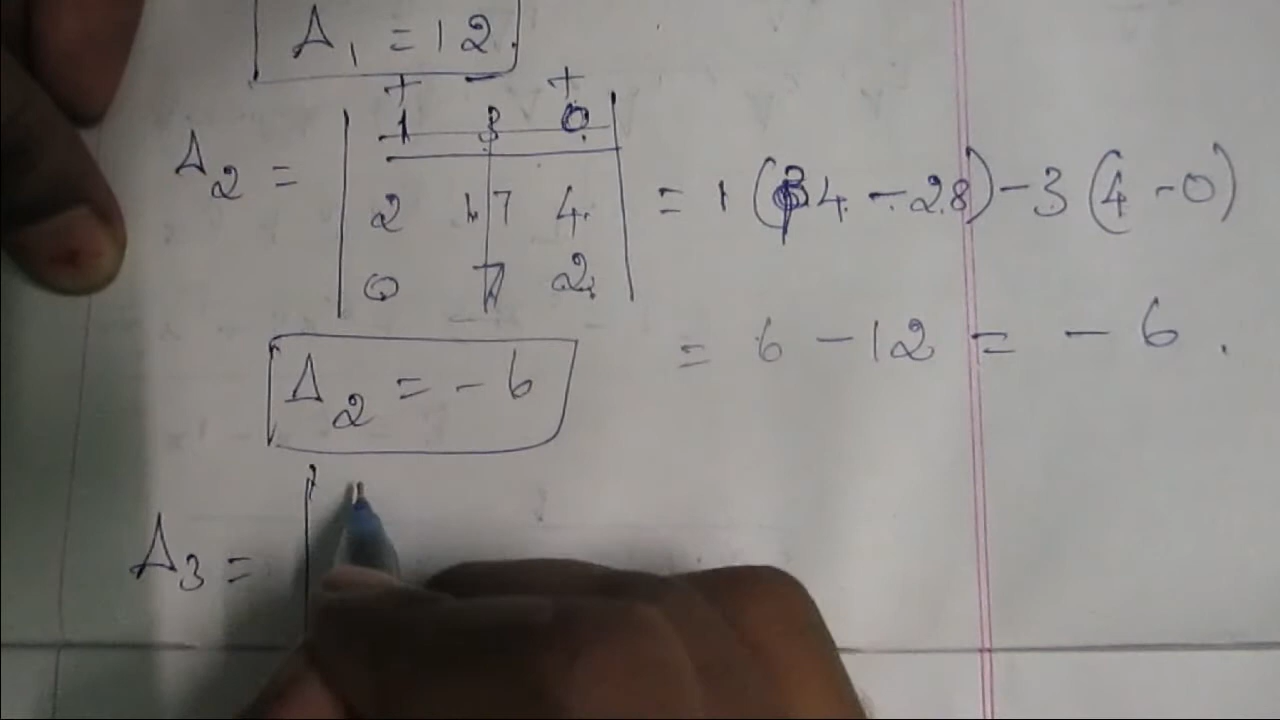 Δ₁ = 12.
+ − +
Δ₂ = | 1 3 0 |
| 2 17 4 | = 1 (34 − 28) − 3 (4 − 0)
| 0 7 2 |
= 6 − 12 = − 6.
Δ₂ = − 6
Δ₃ = |